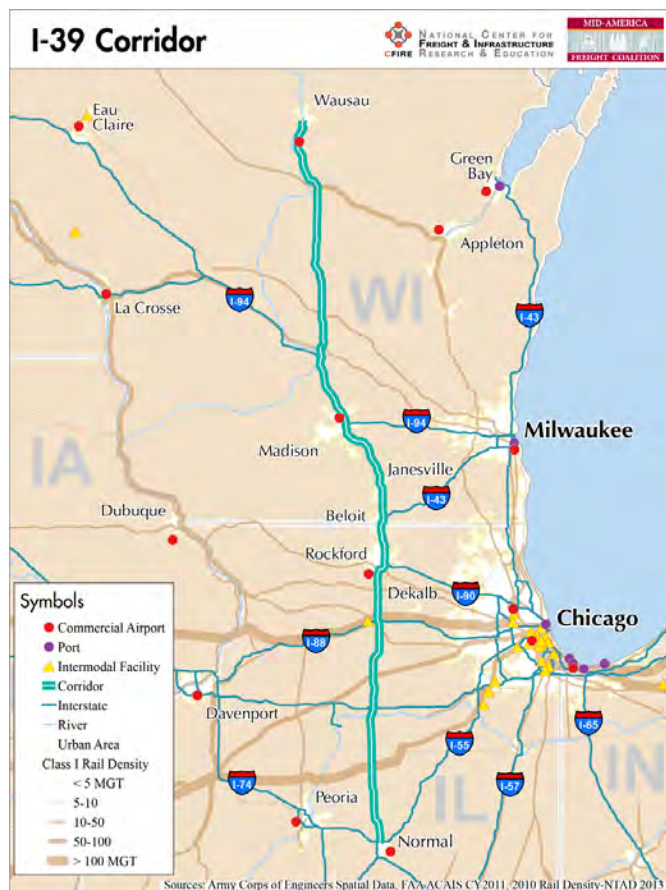 I-39 Corridor
CFIRE
NATIONAL CENTER FOR
FREIGHT & INFRASTRUCTURE
RESEARCH & EDUCATION
MID-AMERICA
FREIGHT COALITION
Eau
Claire
Wausau
Green
Bay
Appleton
WI
La Crosse
I-94
I-43
Milwaukee
I-94
Madison
Janesville
I-43
IA
Beloit
Dubuque
Rockford
I-90
Dekalb
Chicago
I-88
Davenport
I-65
I-55
I-74
I-57
IL
IN
Peoria
Normal
Symbols
Commercial Airport
Port
Intermodal Facility
Corridor
Interstate
River
Urban Area
Class I Rail Density
< 5 MGT
5-10
10-50
50-100
> 100 MGT
Sources: Army Corps of Engineers Spatial Data, FAA-ACAIS CY2011, 2010 Rail Density-NTAD 2013